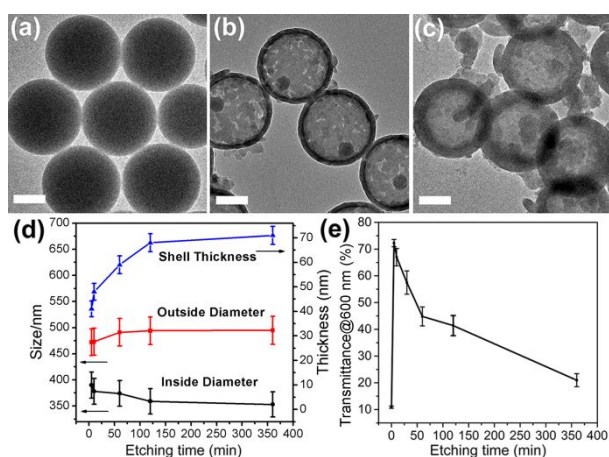 (a)
(b)
(c)
(d)
700
650
600
550
500
450
400
350
Size/nm
Shell Thickness
Outside Diameter
Inside Diameter
70
60
50
40
30
20
10
0
Thickness (nm)
0 50 100 150 200 250 300 350 400
Etching time (min)
(e)
80
70
60
50
40
30
20
10
Transmittance@600 nm (%)
0 50 100 150 200 250 300 350 400
Etching time (min)